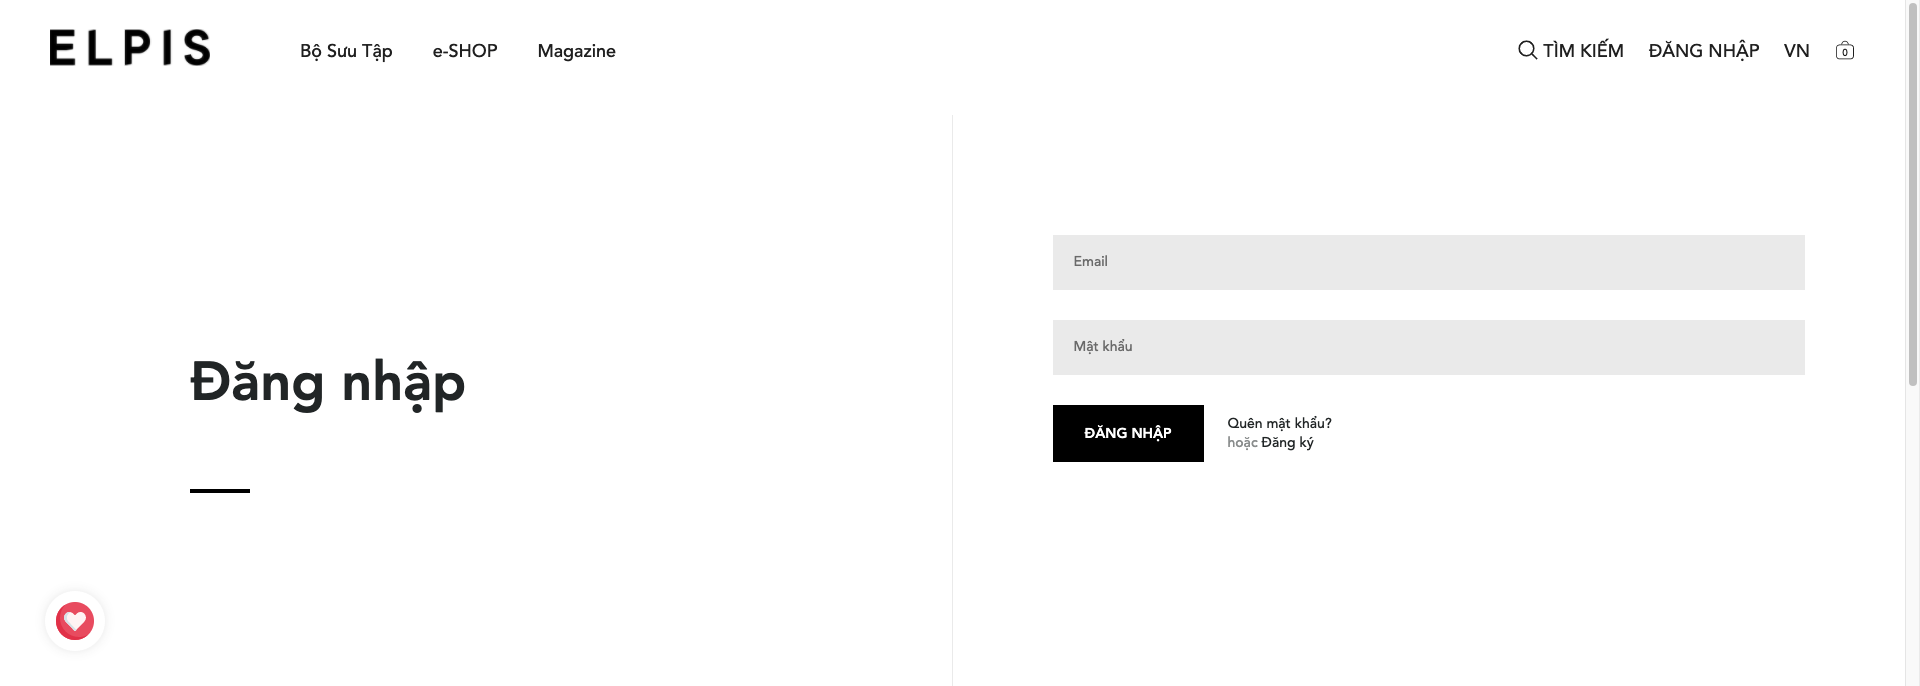 ELPIS
Bộ Sưu Tập
e-SHOP
Magazine
TÌM KIẾM
ĐĂNG NHẬP
VN
0
Đăng nhập
Email
Mật khẩu
ĐĂNG NHẬP
Quên mật khẩu?
hoặc Đăng ký